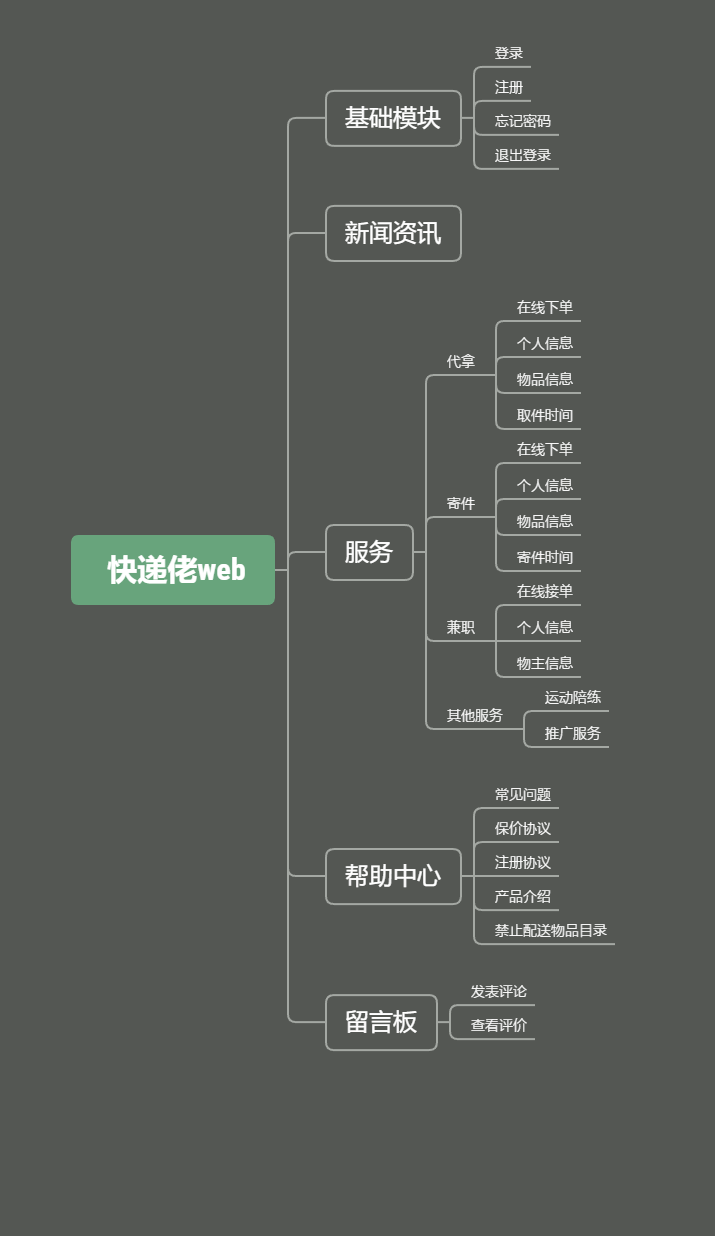 快递佬web
基础模块
登录
注册
忘记密码
退出登录
新闻资讯
服务
代拿
在线下单
个人信息
物品信息
取件时间
寄件
在线下单
个人信息
物品信息
寄件时间
兼职
在线接单
个人信息
物主信息
其他服务
运动陪练
推广服务
帮助中心
常见问题
保价协议
注册协议
产品介绍
禁止配送物品目录
留言板
发表评论
查看评价